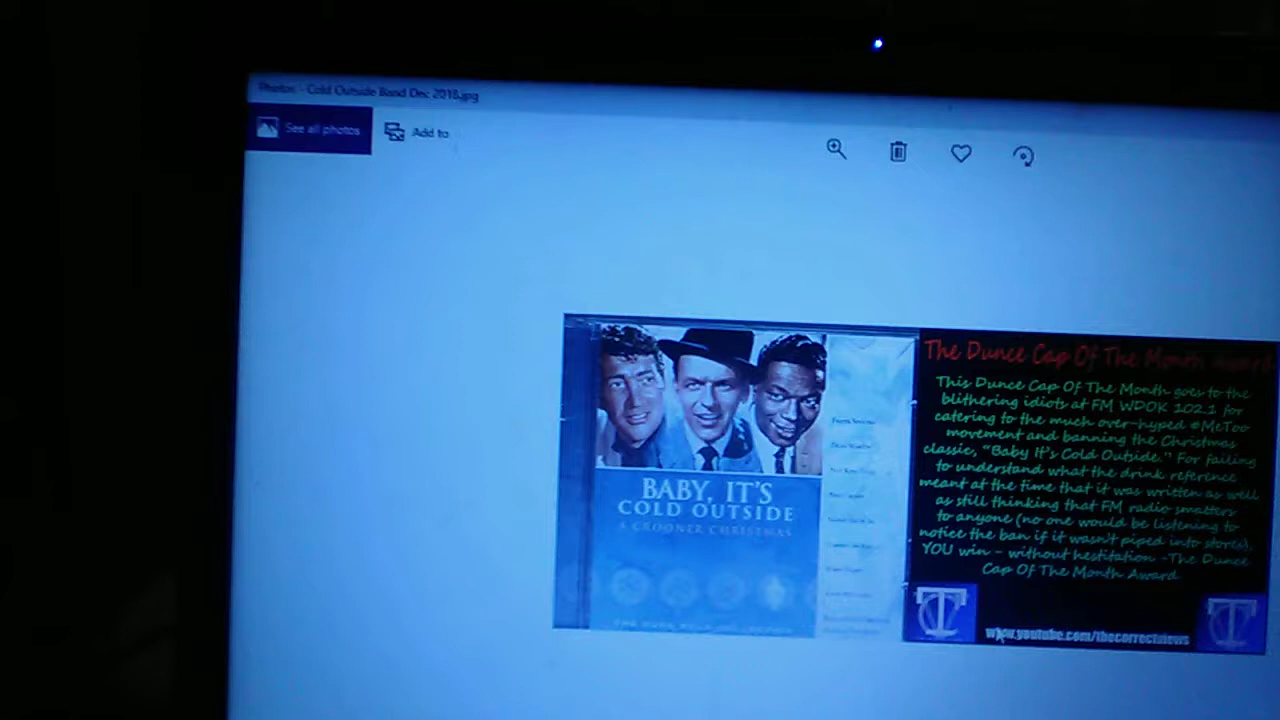 Photos - Cold Outside Band Dec 2018.jpg
See all photos
Add to
BABY, IT'S
COLD OUTSIDE
A CROONER CHRISTMAS
The Dunce Cap Of The Month Award
This Dunce Cap Of The Month goes to the
blithering idiots at FM WDOK 102.1 for
catering to the much over-hyped #MeToo
movement and banning the Christmas
classic, "Baby It's Cold Outside." For failing
to understand what the drink reference
meant at the time that it was written as well
as still thinking that FM radio smatters
to anyone (no one would be listening to
notice the ban if it wasn't piped into stores),
YOU win - without hestitation -The Dunce
Cap Of The Month Award.
www.youtube.com/thecorrectviews